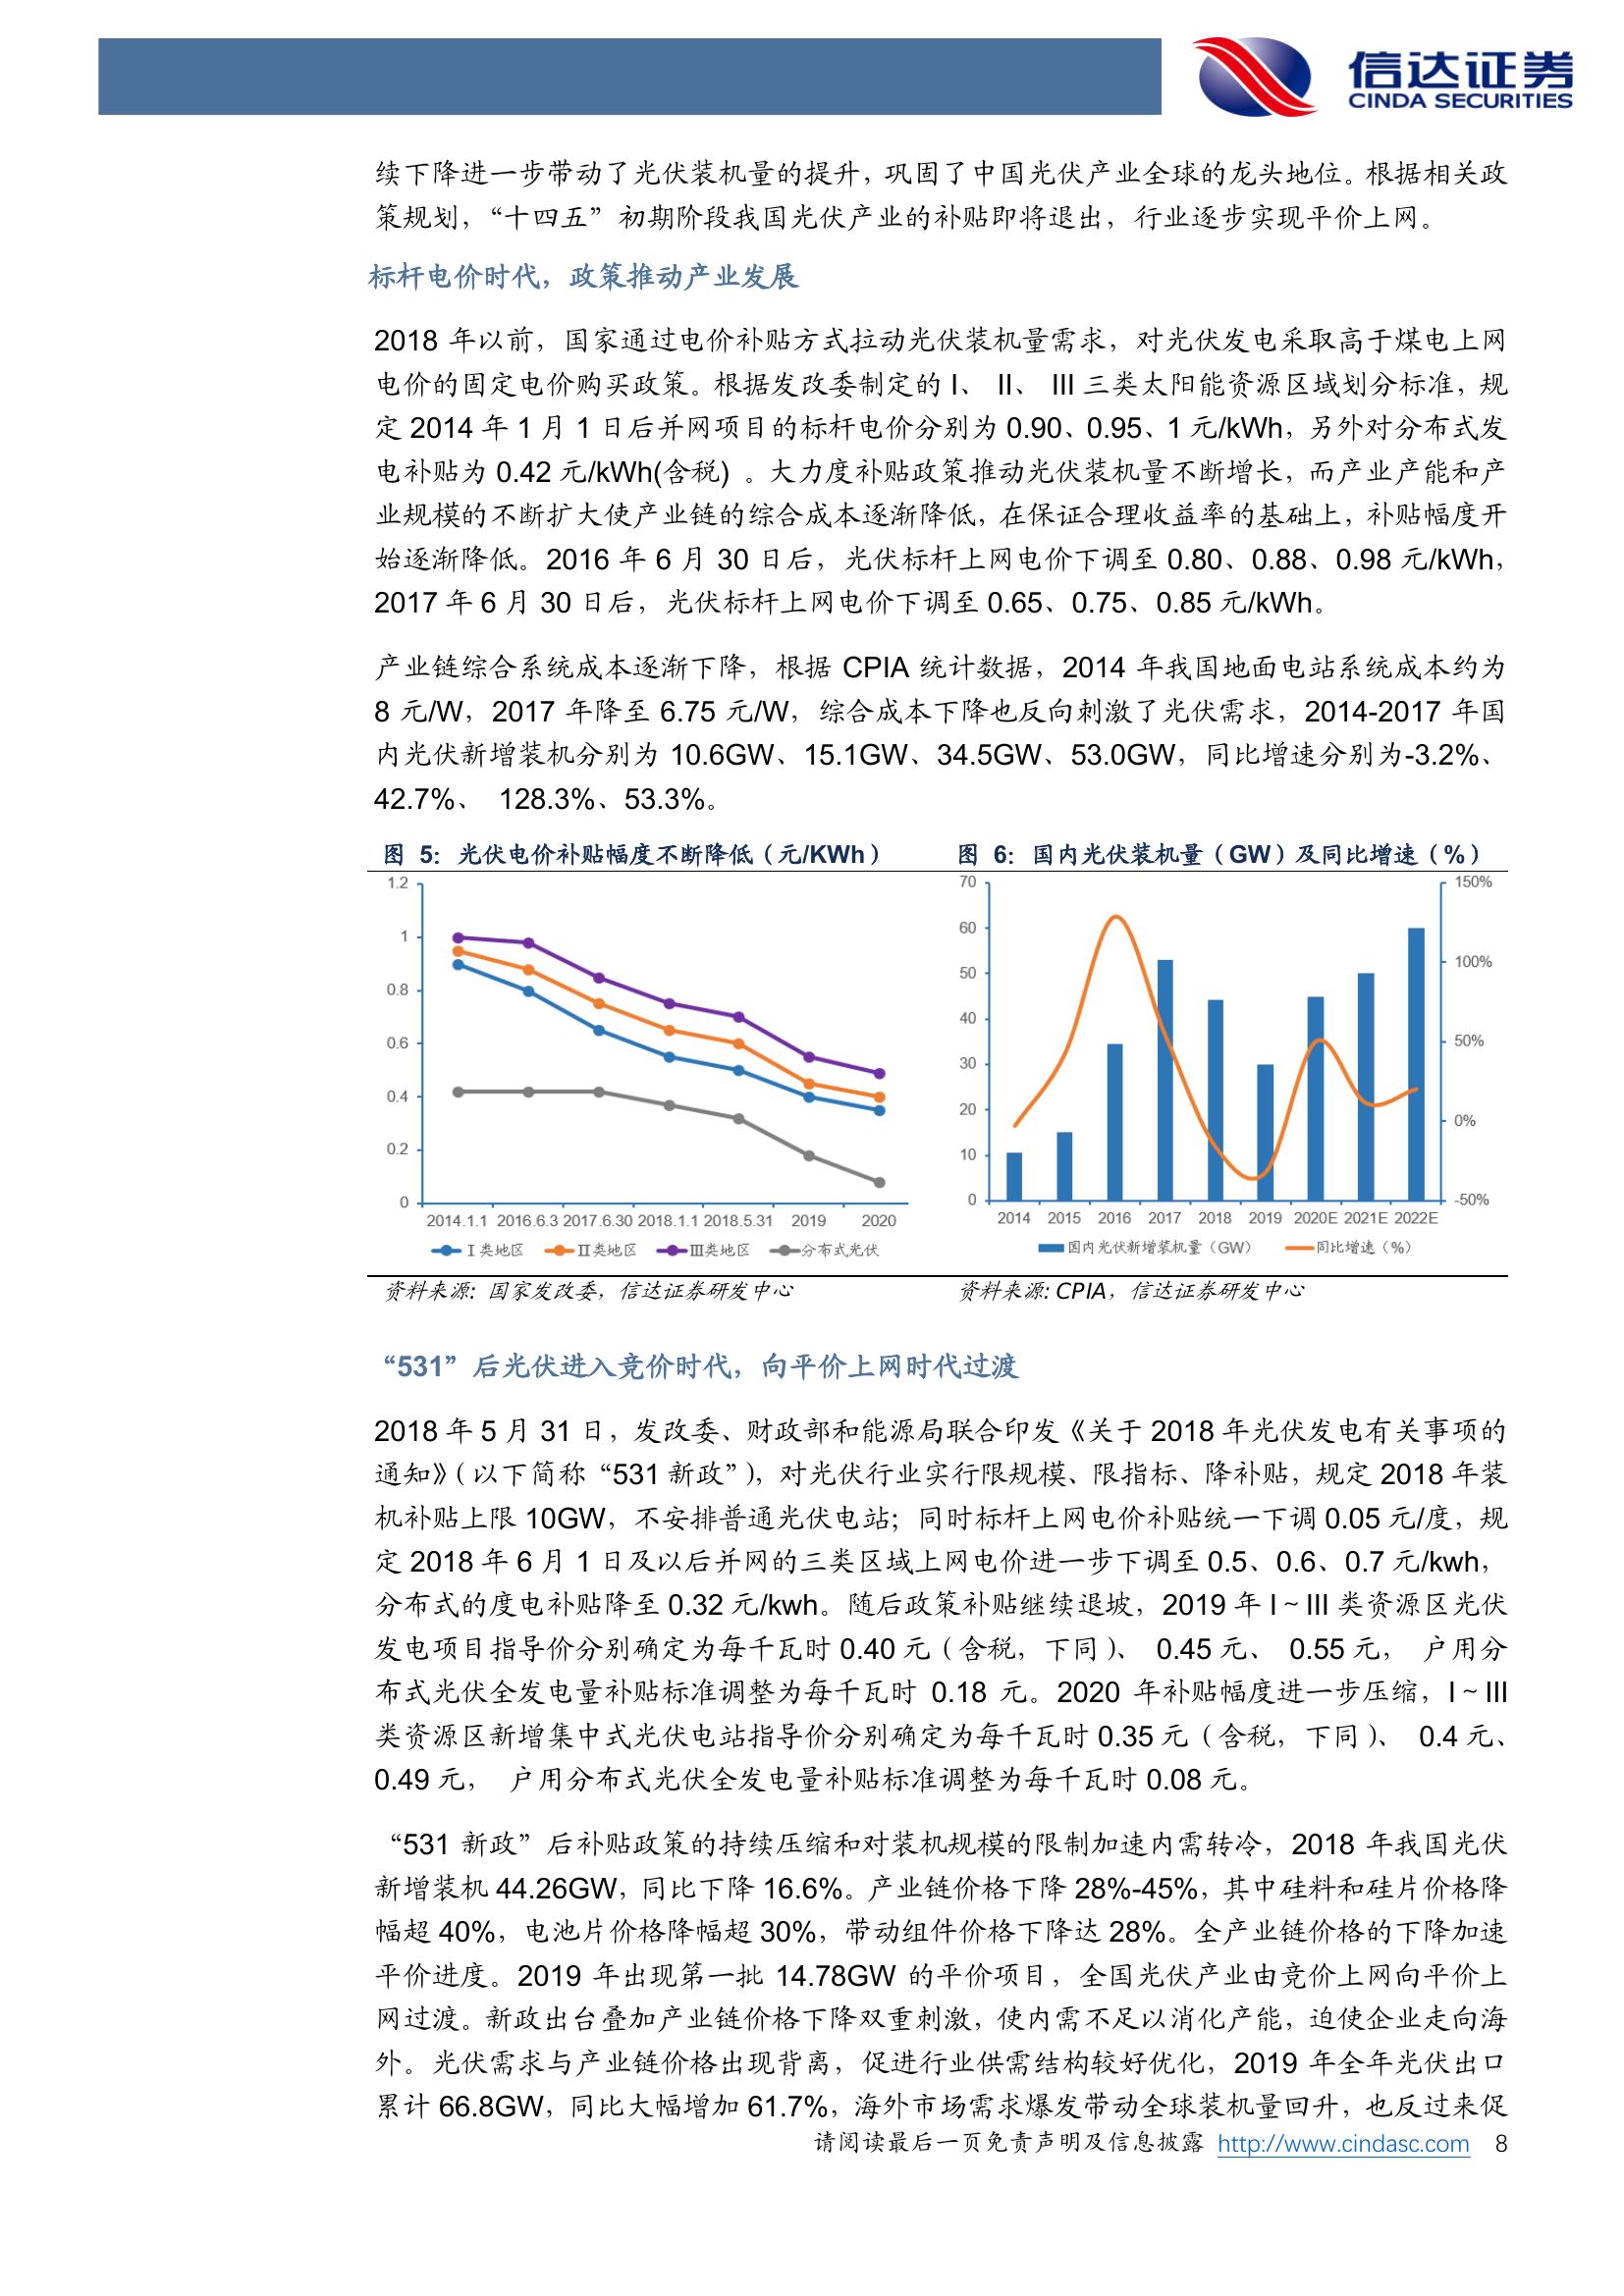 信达证券
CINDA SECURITIES
续下降进一步带动了光伏装机量的提升，巩固了中国光伏产业全球的龙头地位。根据相关政
策规划，“十四五”初期阶段我国光伏产业的补贴即将退出，行业逐步实现平价上网。
标杆电价时代，政策推动产业发展
2018 年以前，国家通过电价补贴方式拉动光伏装机量需求，对光伏发电采取高于煤电上网
电价的固定电价购买政策。根据发改委制定的 I、 II、 III 三类太阳能资源区域划分标准，规
定 2014 年 1 月 1 日后并网项目的标杆电价分别为 0.90、0.95、1 元/kWh，另外对分布式发
电补贴为 0.42 元/kWh(含税) 。大力度补贴政策推动光伏装机量不断增长，而产业产能和产
业规模的不断扩大使产业链的综合成本逐渐降低，在保证合理收益率的基础上，补贴幅度开
始逐渐降低。2016 年 6 月 30 日后，光伏标杆上网电价下调至 0.80、0.88、0.98 元/kWh，
2017 年 6 月 30 日后，光伏标杆上网电价下调至 0.65、0.75、0.85 元/kWh。
产业链综合系统成本逐渐下降，根据 CPIA 统计数据，2014 年我国地面电站系统成本约为
8 元/W，2017 年降至 6.75 元/W，综合成本下降也反向刺激了光伏需求，2014-2017 年国
内光伏新增装机分别为 10.6GW、15.1GW、34.5GW、53.0GW，同比增速分别为-3.2%、
42.7%、 128.3%、53.3%。
图 5：光伏电价补贴幅度不断降低（元/KWh）
1.2
1
0.8
0.6
0.4
0.2
0
2014.1.1 2016.6.3 2017.6.30 2018.1.1 2018.5.31 2019 2020
Ⅰ类地区 Ⅱ类地区 Ⅲ类地区 分布式光伏
资料来源：国家发改委，信达证券研发中心
图 6：国内光伏装机量（GW）及同比增速（%）
70
60
50
40
30
20
10
0
150%
100%
50%
0%
-50%
2014 2015 2016 2017 2018 2019 2020E 2021E 2022E
国内光伏新增装机量（GW） 同比增速（%）
资料来源: CPIA，信达证券研发中心
“531”后光伏进入竞价时代，向平价上网时代过渡
2018 年 5 月 31 日，发改委、财政部和能源局联合印发《关于 2018 年光伏发电有关事项的
通知》（以下简称“531 新政”），对光伏行业实行限规模、限指标、降补贴，规定 2018 年装
机补贴上限 10GW，不安排普通光伏电站；同时标杆上网电价补贴统一下调 0.05 元/度，规
定 2018 年 6 月 1 日及以后并网的三类区域上网电价进一步下调至 0.5、0.6、0.7 元/kwh，
分布式的度电补贴降至 0.32 元/kwh。随后政策补贴继续退坡，2019 年 I～III 类资源区光伏
发电项目指导价分别确定为每千瓦时 0.40 元（含税，下同）、 0.45 元、 0.55 元， 户用分
布式光伏全发电量补贴标准调整为每千瓦时 0.18 元。2020 年补贴幅度进一步压缩，I～III
类资源区新增集中式光伏电站指导价分别确定为每千瓦时 0.35 元（含税，下同）、 0.4 元、
0.49 元， 户用分布式光伏全发电量补贴标准调整为每千瓦时 0.08 元。
“531 新政”后补贴政策的持续压缩和对装机规模的限制加速内需转冷，2018 年我国光伏
新增装机 44.26GW，同比下降 16.6%。产业链价格下降 28%-45%，其中硅料和硅片价格降
幅超 40%，电池片价格降幅超 30%，带动组件价格下降达 28%。全产业链价格的下降加速
平价进度。2019 年出现第一批 14.78GW 的平价项目，全国光伏产业由竞价上网向平价上
网过渡。新政出台叠加产业链价格下降双重刺激，使内需不足以消化产能，迫使企业走向海
外。光伏需求与产业链价格出现背离，促进行业供需结构较好优化，2019 年全年光伏出口
累计 66.8GW，同比大幅增加 61.7%，海外市场需求爆发带动全球装机量回升，也反过来促
请阅读最后一页免责声明及信息披露 http://www.cindasc.com 8